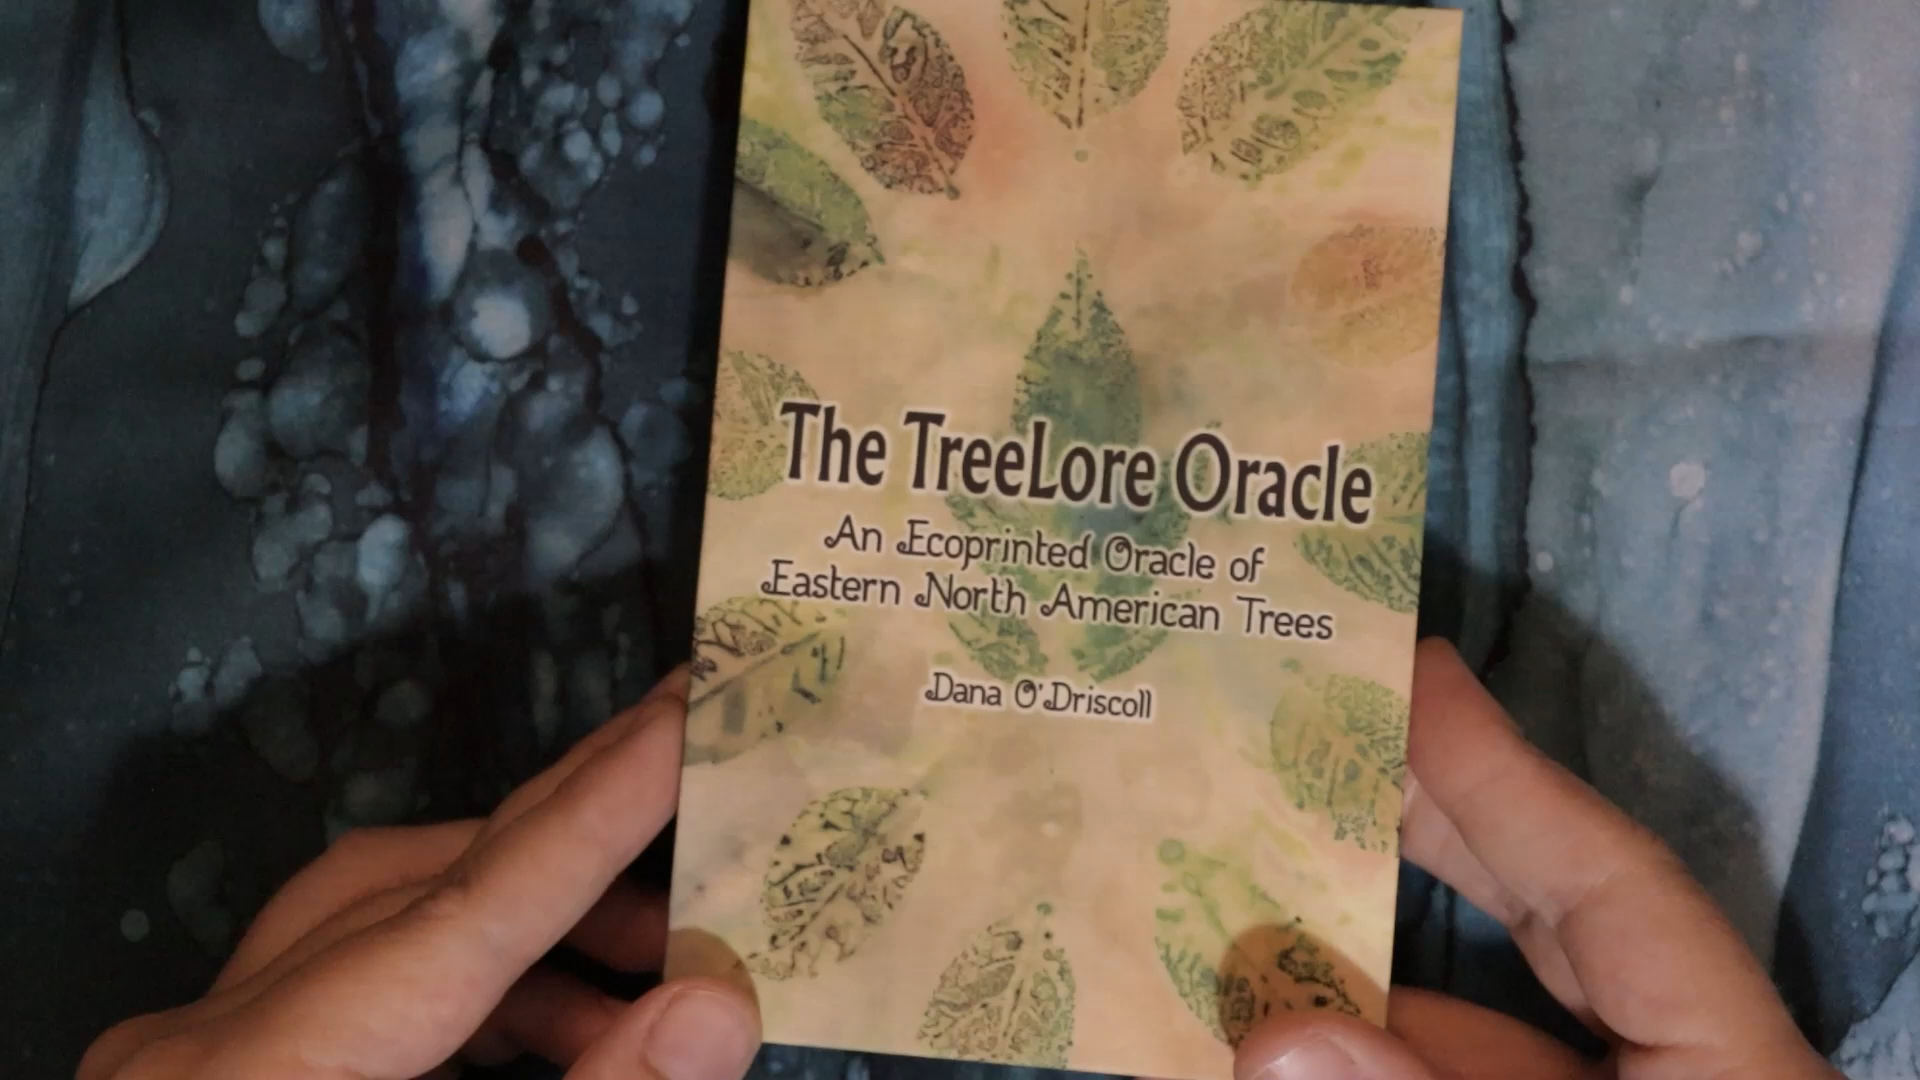 The TreeLore Oracle
An Ecoprinted Oracle of
Eastern North American Trees
Dana O'Driscoll